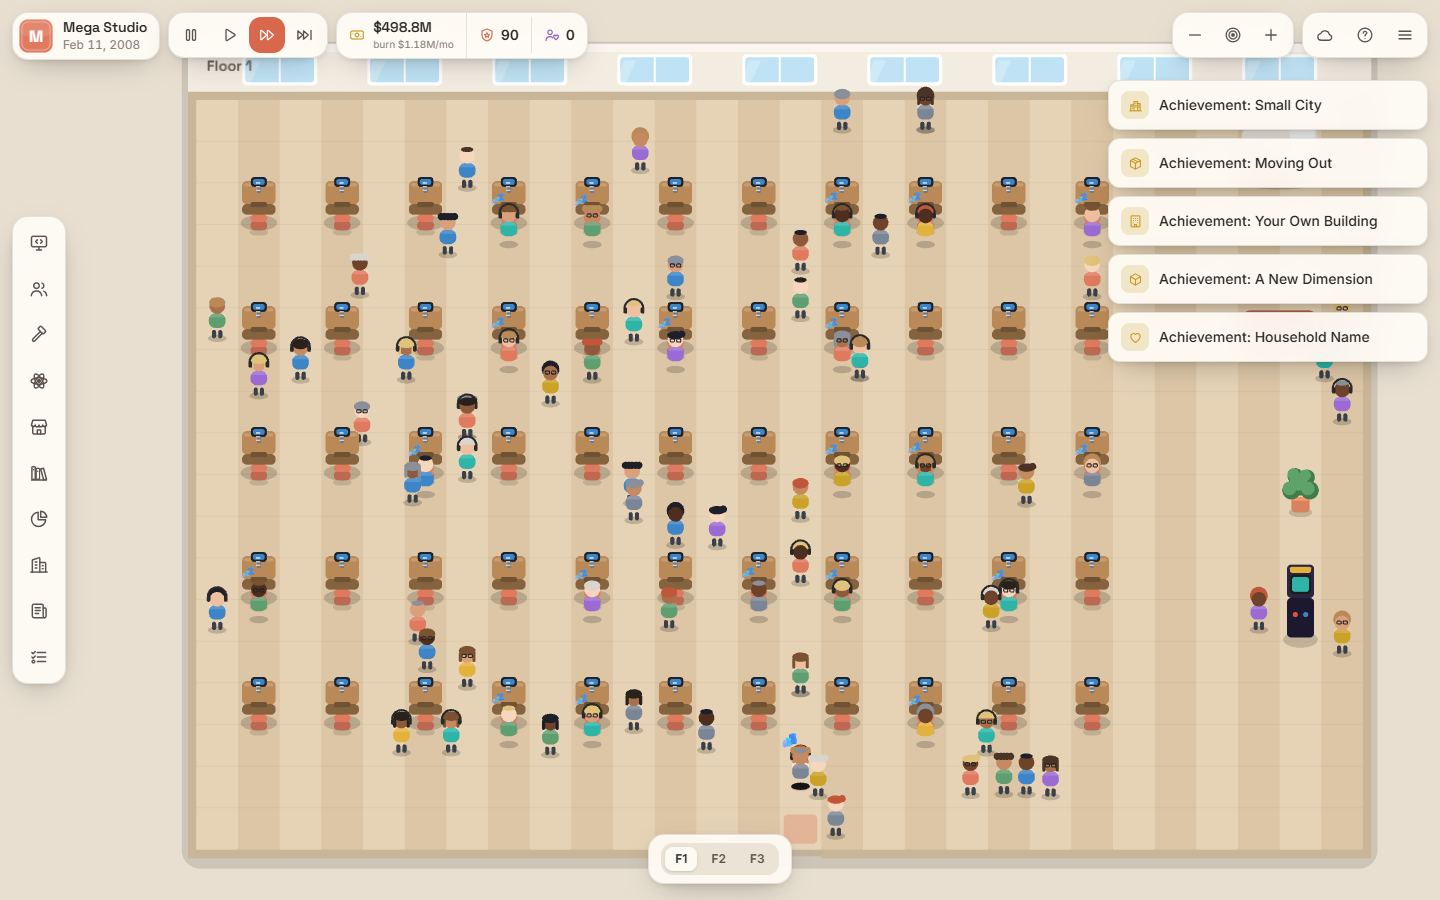 M
Mega Studio
Feb 11, 2008
$498.8M
burn $1.18M/mo
90
0
Floor 1
Achievement: Small City
Achievement: Moving Out
Achievement: Your Own Building
Achievement: A New Dimension
Achievement: Household Name
F1
F2
F3